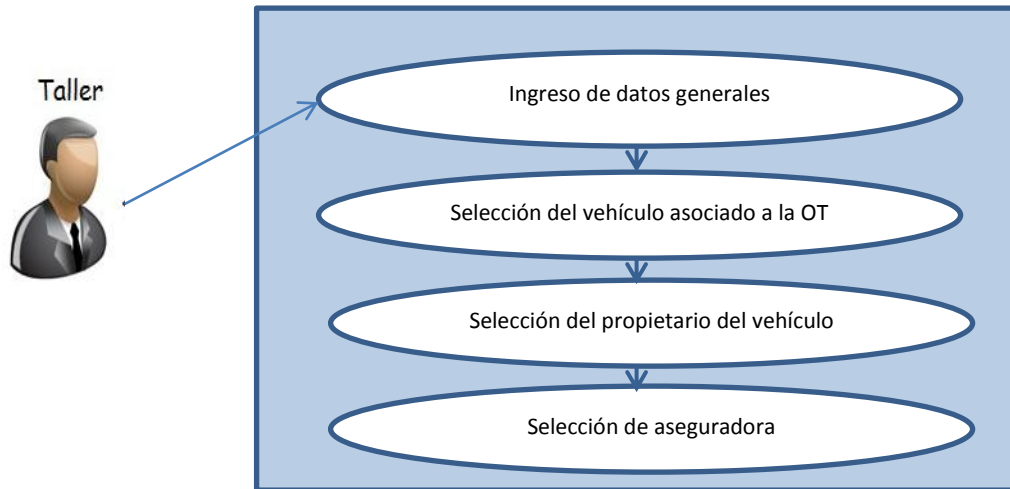 Taller
Ingreso de datos generales
Selección del vehículo asociado a la OT
Selección del propietario del vehículo
Selección de aseguradora